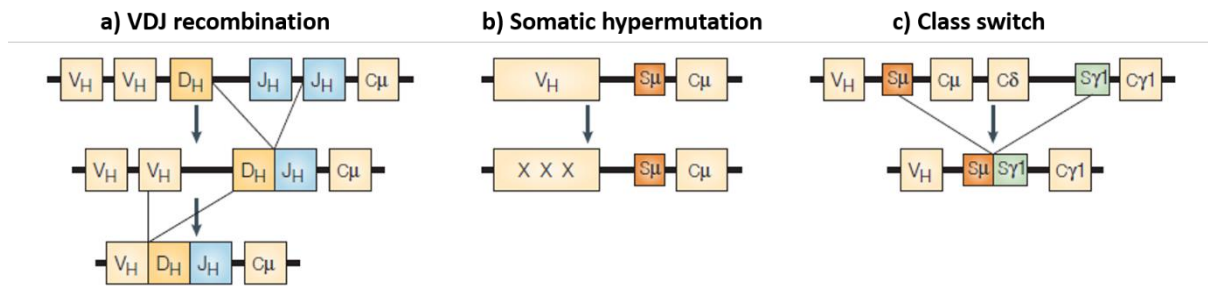 a) VDJ recombination
b) Somatic hypermutation
c) Class switch
VH VH DH JH JH Cμ
VH VH DH JH Cμ
VH DH JH Cμ
VH Sμ Cμ
X X X Sμ Cμ
VH Sμ Cμ Cδ Sγ1 Cγ1
VH Sμ Sγ1 Cγ1